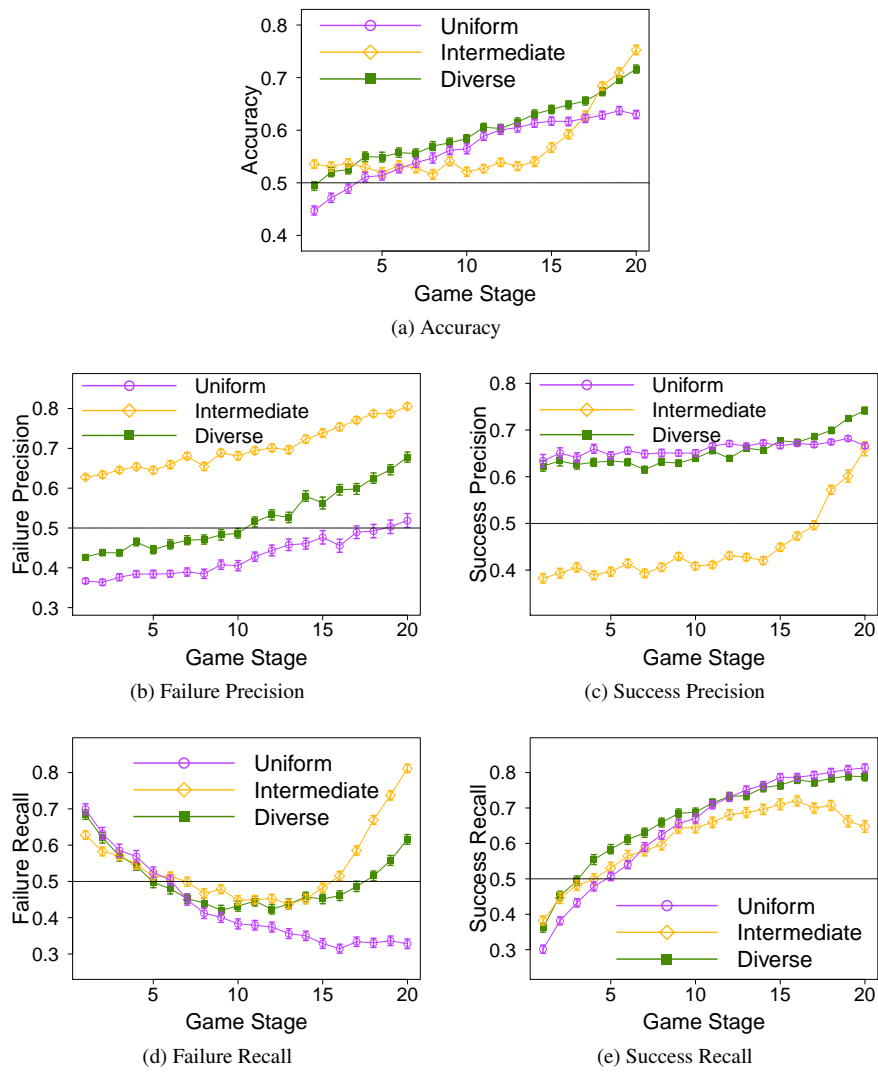 Uniform
Intermediate
Diverse
0.8
0.7
0.6
0.5
0.4
Accuracy
5 10 15 20
Game Stage
(a) Accuracy
Uniform
Intermediate
Diverse
0.8
0.7
0.6
0.5
0.4
0.3
Failure Precision
5 10 15 20
Game Stage
(b) Failure Precision
Uniform
Intermediate
Diverse
0.8
0.7
0.6
0.5
0.4
Success Precision
5 10 15 20
Game Stage
(c) Success Precision
Uniform
Intermediate
Diverse
0.8
0.7
0.6
0.5
0.4
0.3
Failure Recall
5 10 15 20
Game Stage
(d) Failure Recall
0.8
0.7
0.6
0.5
0.4
0.3
Success Recall
Uniform
Intermediate
Diverse
5 10 15 20
Game Stage
(e) Success Recall